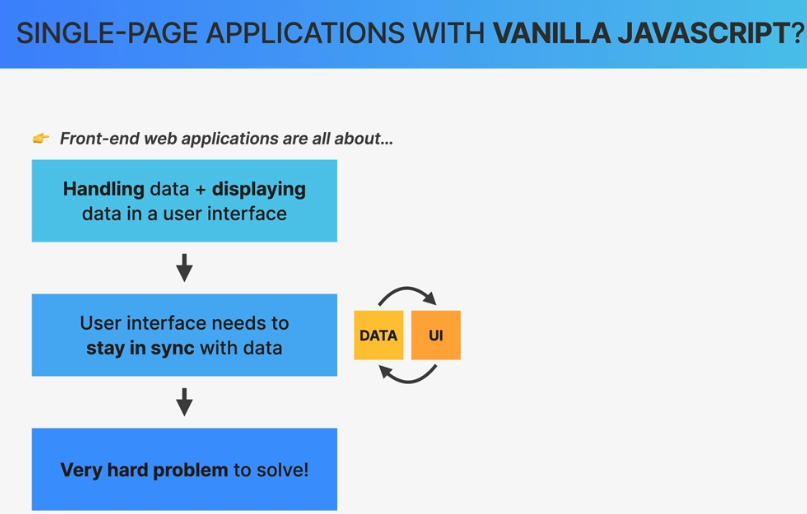 SINGLE-PAGE APPLICATIONS WITH VANILLA JAVASCRIPT?
Front-end web applications are all about...
Handling data + displaying
data in a user interface
User interface needs to
stay in sync with data
DATA
UI
Very hard problem to solve!